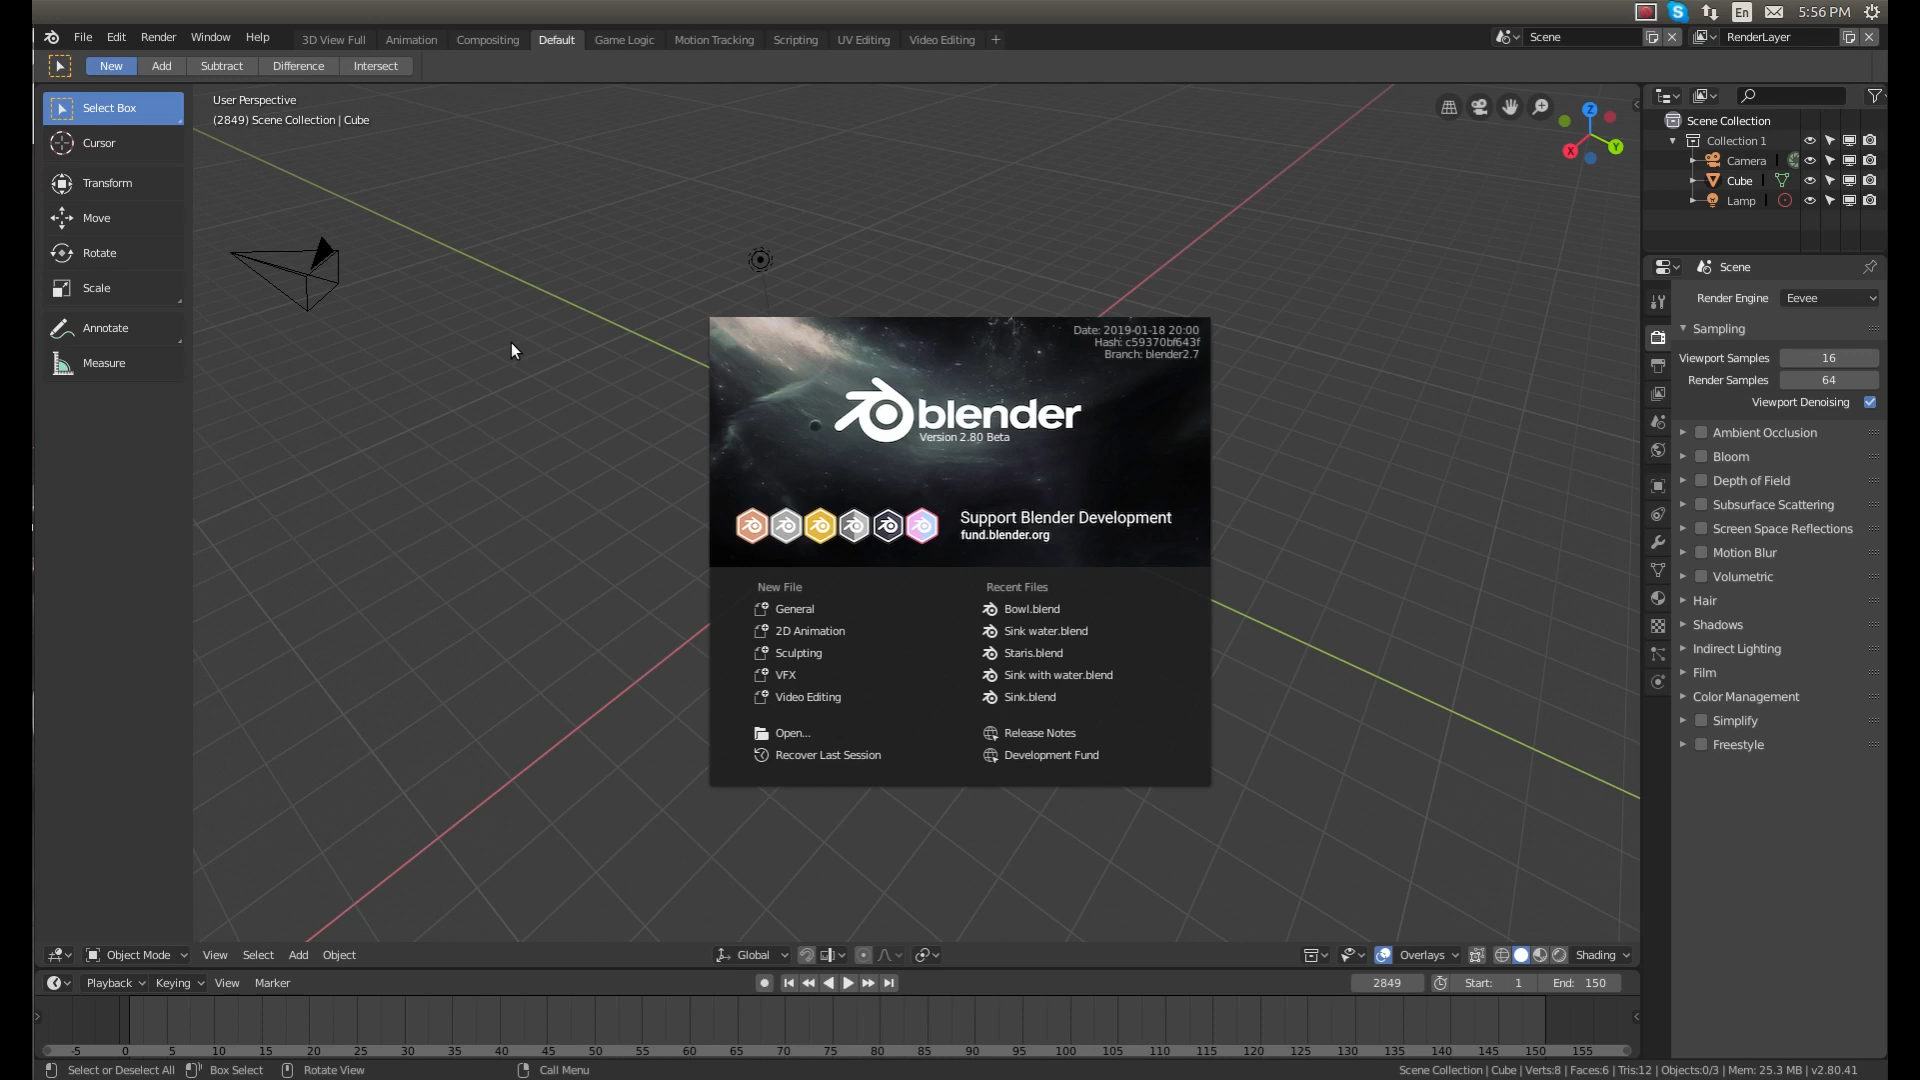 En 5:56 PM
File Edit Render Window Help 3D View Full Animation Compositing Default Game Logic Motion Tracking Scripting UV Editing Video Editing + Scene RenderLayer
New Add Subtract Difference Intersect
Select Box
Cursor
Transform
Move
Rotate
Scale
Annotate
Measure
User Perspective
(2849) Scene Collection | Cube
Z
X
Y
Scene Collection
Collection 1
Camera
Cube
Lamp
Scene
Render Engine Eevee
Sampling
Viewport Samples 16
Render Samples 64
Viewport Denoising
Ambient Occlusion
Bloom
Depth of Field
Subsurface Scattering
Screen Space Reflections
Motion Blur
Volumetric
Hair
Shadows
Indirect Lighting
Film
Color Management
Simplify
Freestyle
Date: 2019-01-18 20:00
Hash: c59370bf643f
Branch: blender2.7
blender
Version 2.80 Beta
Support Blender Development
fund.blender.org
New File
General
2D Animation
Sculpting
VFX
Video Editing
Open...
Recover Last Session
Recent Files
Bowl.blend
Sink water.blend
Staris.blend
Sink with water.blend
Sink.blend
Release Notes
Development Fund
Object Mode View Select Add Object Global Overlays Shading
Playback Keying View Marker 2849 Start: 1 End: 150
-5 0 5 10 15 20 25 30 35 40 45 50 55 60 65 70 75 80 85 90 95 100 105 110 115 120 125 130 135 140 145 150 155
Select or Deselect All Box Select Rotate View Call Menu Scene Collection | Cube | Verts:8 | Faces:6 | Tris:12 | Objects:0/3 | Mem: 25.3 MB | v2.80.41